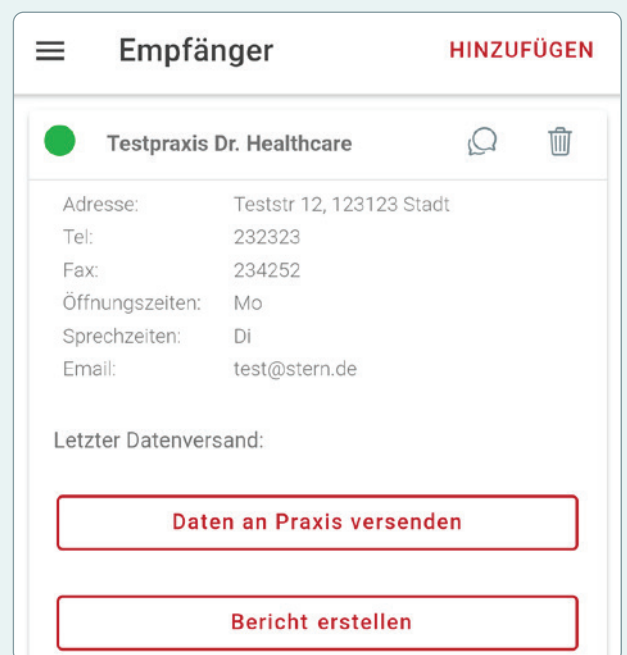 Empfänger HINZUFÜGEN
Testpraxis Dr. Healthcare
Adresse: Teststr 12, 123123 Stadt
Tel: 232323
Fax: 234252
Öffnungszeiten: Mo
Sprechzeiten: Di
Email: test@stern.de
Letzter Datenversand:
Daten an Praxis versenden
Bericht erstellen